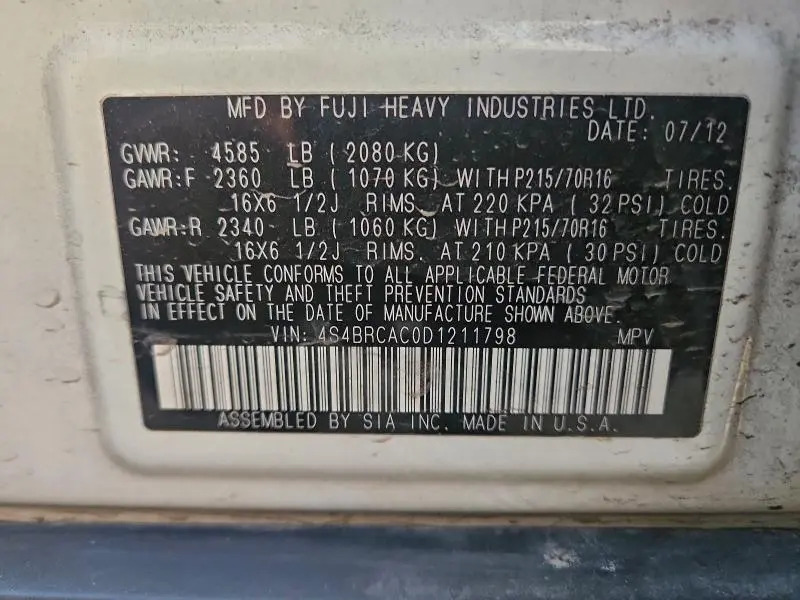 MFD BY FUJI HEAVY INDUSTRIES LTD.
DATE: 07/12
GVWR: 4585 LB ( 2080 KG)
GAWR:F 2360 LB ( 1070 KG) WITH P215/70R16 TIRES.
16X6 1/2J RIMS. AT 220 KPA ( 32 PSI) COLD
GAWR:R 2340 LB ( 1060 KG) WITH P215/70R16 TIRES.
16X6 1/2J RIMS. AT 210 KPA ( 30 PSI) COLD
THIS VEHICLE CONFORMS TO ALL APPLICABLE FEDERAL MOTOR
VEHICLE SAFETY AND THEFT PREVENTION STANDARDS
IN EFFECT ON THE DATE OF MANUFACTURE SHOWN ABOVE.
VIN: 4S4BRCAC0D1211798 MPV
ASSEMBLED BY SIA INC. MADE IN U.S.A.